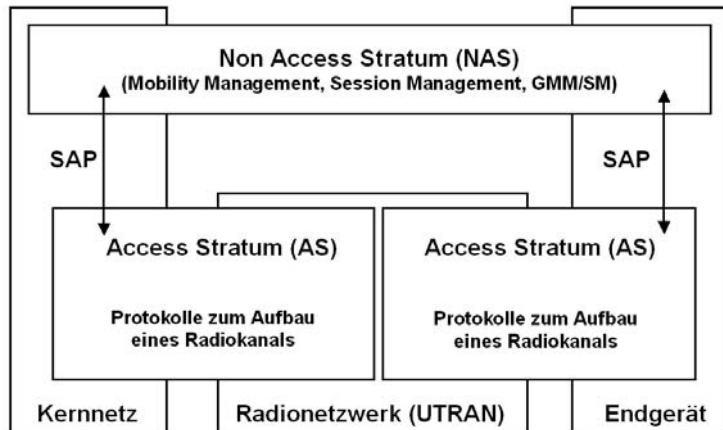 Non Access Stratum (NAS)
(Mobility Management, Session Management, GMM/SM)
SAP
SAP
Access Stratum (AS)
Protokolle zum Aufbau
eines Radiokanals
Access Stratum (AS)
Protokolle zum Aufbau
eines Radiokanals
Kernnetz
Radionetzwerk (UTRAN)
Endgerät